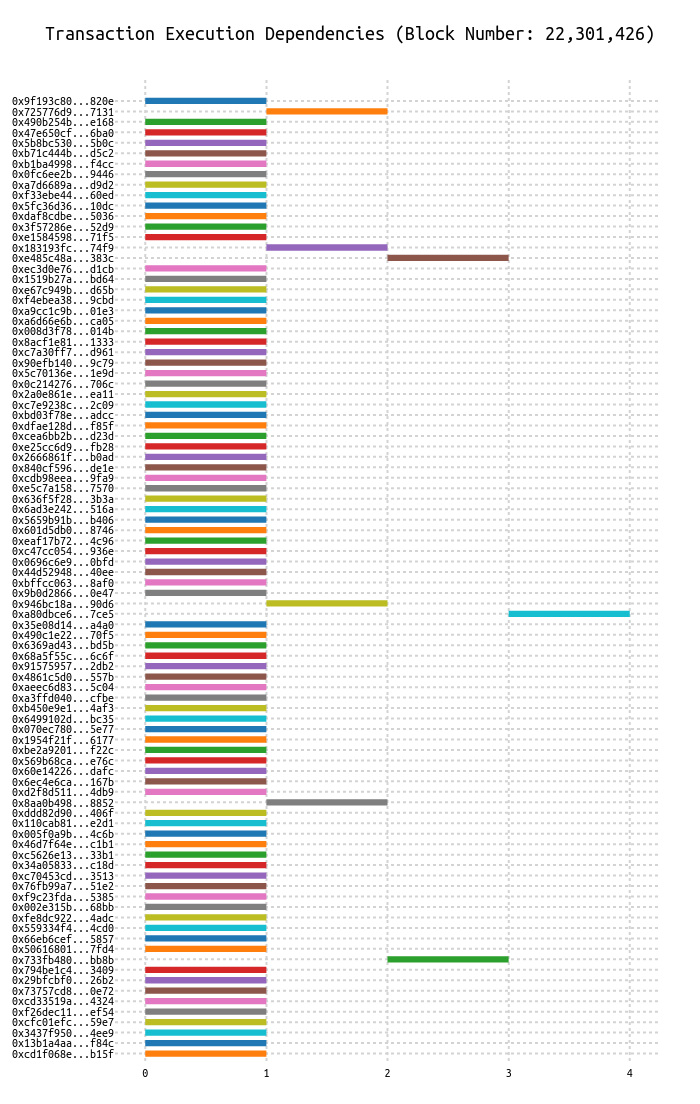 Transaction Execution Dependencies (Block Number: 22,301,426)
0x9f193c80...820e
0x725776d9...7131
0x490b254b...e168
0x47e650cf...6ba0
0x5b8bc530...5b0c
0xb71c444b...d5c2
0xb1ba4998...f4cc
0x0fc6ee2b...9446
0xa7d6689a...d9d2
0xf33ebe44...60ed
0x5fc36d36...10dc
0xdaf8cdbe...5036
0x3f57286e...52d9
0xe1584598...71f5
0x183193fc...74f9
0xe485c48a...383c
0xec3d0e76...d1cb
0x1519b27a...bd64
0xe67c949b...d65b
0xf4ebea38...9cbd
0xa9cc1c9b...01e3
0xa6d66e6b...ca05
0x008d3f78...014b
0x8acf1e81...1333
0xc7a30ff7...d961
0x90efb140...9c79
0x5c70136e...1e9d
0x0c214276...706c
0x2a0e861e...ea11
0xc7e9238c...2c09
0xbd03f78e...adcc
0xdfae128d...f85f
0xcea6bb2b...d23d
0xe25cc6d9...fb28
0x2666861f...b0ad
0x840cf596...de1e
0xcdb98eea...9fa9
0xe5c7a158...7570
0x636f5f28...3b3a
0x6ad3e242...516a
0x5659b91b...b406
0x601d5db0...8746
0xeaf17b72...4c96
0xc47cc054...936e
0x0696c6e9...0bfd
0x44d52948...40ee
0xbffcc063...8af0
0x9b0d2866...0e47
0x946bc18a...90d6
0xa80dbce6...7ce5
0x35e08d14...a4a0
0x490c1e22...70f5
0x6369ad43...bd5b
0x68a5f55c...6c6f
0x91575957...2db2
0x4861c5d0...557b
0xaeec6d83...5c04
0xa3ffd040...cfbe
0xb450e9e1...4af3
0x6499102d...bc35
0x070ec780...5e77
0x1954f21f...6177
0xbe2a9201...f22c
0x569b68ca...e76c
0x60e14226...dafc
0x6ec4e6ca...167b
0xd2f8d511...4db9
0x8aa0b498...8852
0xddd82d90...406f
0x110cab81...e2d1
0x005f0a9b...4c6b
0x46d7f64e...c1b1
0xc5626e13...33b1
0x34a05833...c18d
0xc70453cd...3513
0x76fb99a7...51e2
0xf9c23fda...5385
0x002e315b...68bb
0xfe8dc922...4adc
0x559334f4...4cd0
0x66eb6cef...5857
0x50616801...7fd4
0x733fb480...bb8b
0x794be1c4...3409
0x29bfcbf0...26b2
0x73757cd8...0e72
0xcd33519a...4324
0xf26dec11...ef54
0xcfc01efc...59e7
0x3437f950...4ee9
0x13b1a4aa...f84c
0xcd1f068e...b15f
0 1 2 3 4